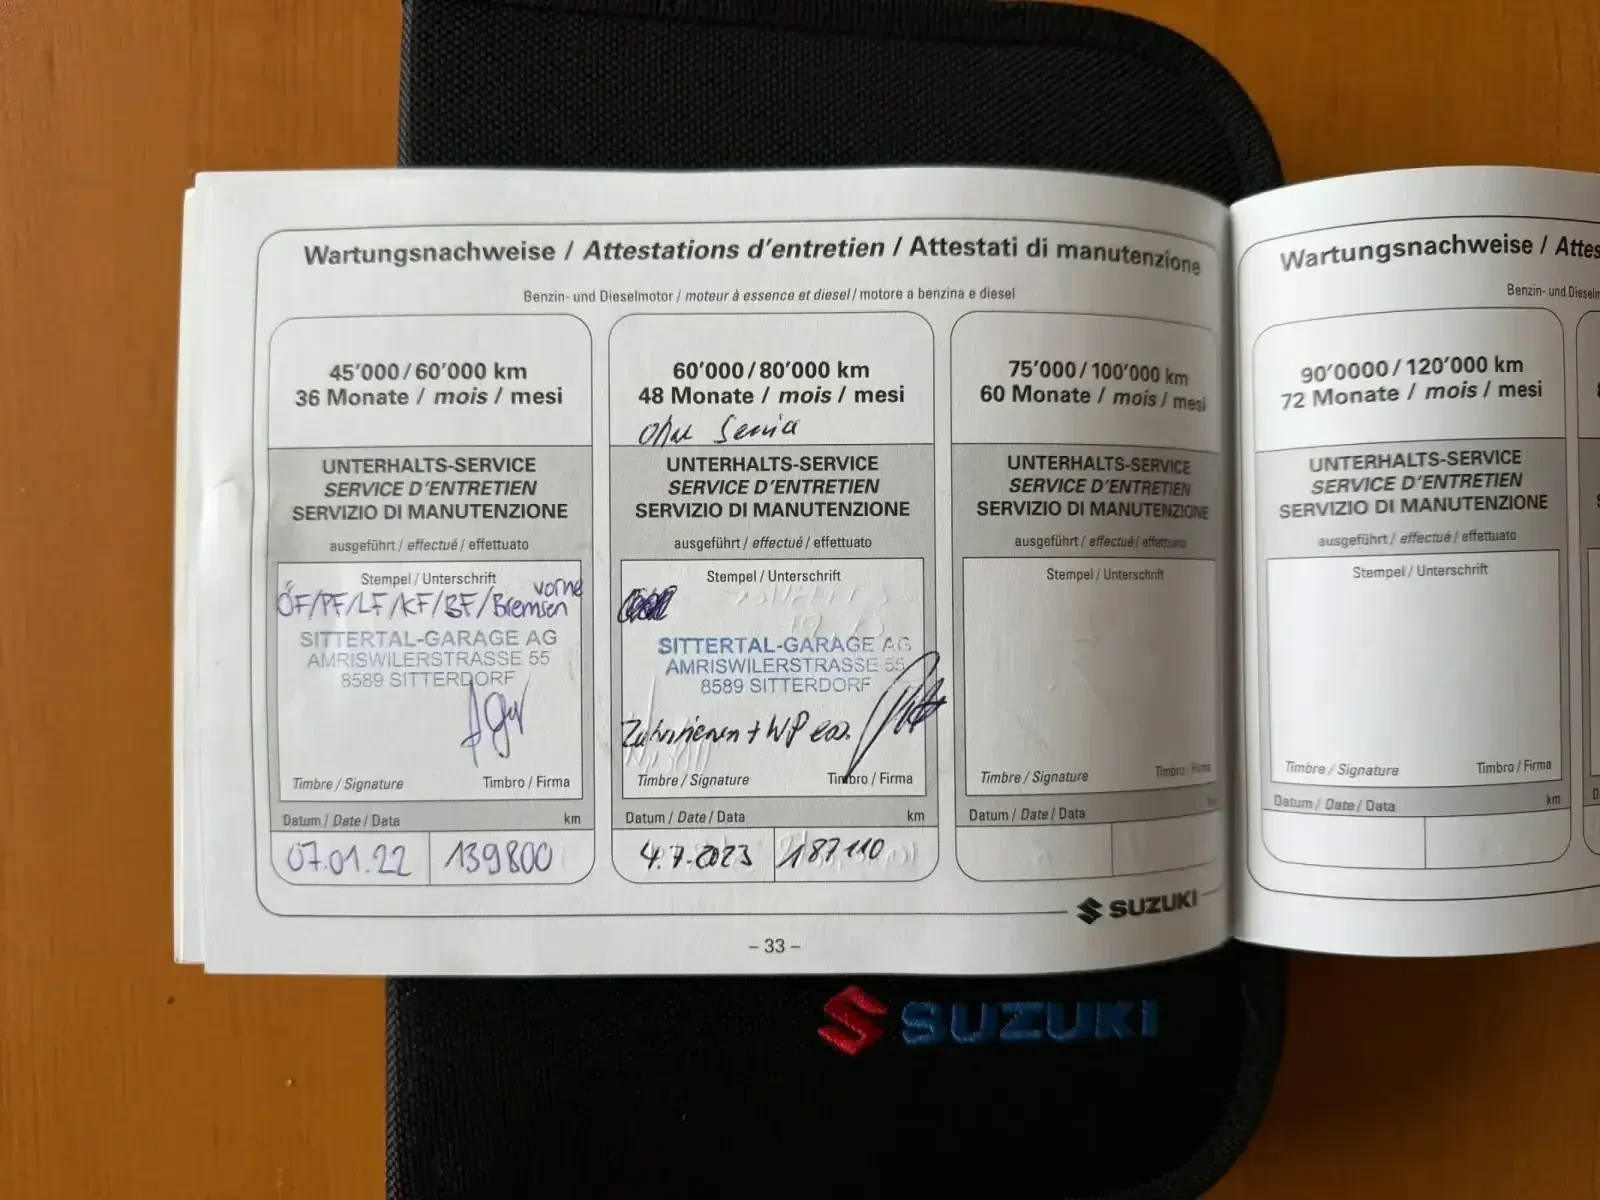 Wartungsnachweise / Attestations d'entretien / Attestati di manutenzione
Benzin- und Dieselmotor / moteur à essence et diesel / motore a benzina e diesel
45'000 / 60'000 km
36 Monate / mois / mesi
UNTERHALTS-SERVICE
SERVICE D'ENTRETIEN
SERVIZIO DI MANUTENZIONE
ausgeführt / effectué / effettuato
Stempel / Unterschrift
vorne
ÖF/PF/LF/KF/BF/Bremsen
SITTERTAL-GARAGE AG
AMRISWILERSTRASSE 55
8589 SITTERDORF
Timbre / Signature Timbro / Firma
Datum / Date / Data km
07.01.22 139800
60'000 / 80'000 km
48 Monate / mois / mesi
ohne
UNTERHALTS-SERVICE
SERVICE D'ENTRETIEN
SERVIZIO DI MANUTENZIONE
ausgeführt / effectué / effettuato
Stempel / Unterschrift
SITTERTAL-GARAGE AG
AMRISWILERSTRASSE 55
8589 SITTERDORF
+ WP
Timbre / Signature Timbro / Firma
Datum / Date / Data km
4.7.2023 187110
75'000 / 100'000 km
60 Monate / mois / mesi
UNTERHALTS-SERVICE
SERVICE D'ENTRETIEN
SERVIZIO DI MANUTENZIONE
ausgeführt / effectué / effettuato
Stempel / Unterschrift
Timbre / Signature Timbro / Firma
Datum / Date / Data km
SUZUKI
– 33 –
Wartungsnachweise / Attes
Benzin- und Dieselm
90'0000 / 120'000 km
72 Monate / mois / mesi
UNTERHALTS-SERVICE
SERVICE D'ENTRETIEN
SERVIZIO DI MANUTENZIONE
ausgeführt / effectué / effettuato
Stempel / Unterschrift
Timbre / Signature Timbro / Firma
Datum / Date / Data km
SUZUKI